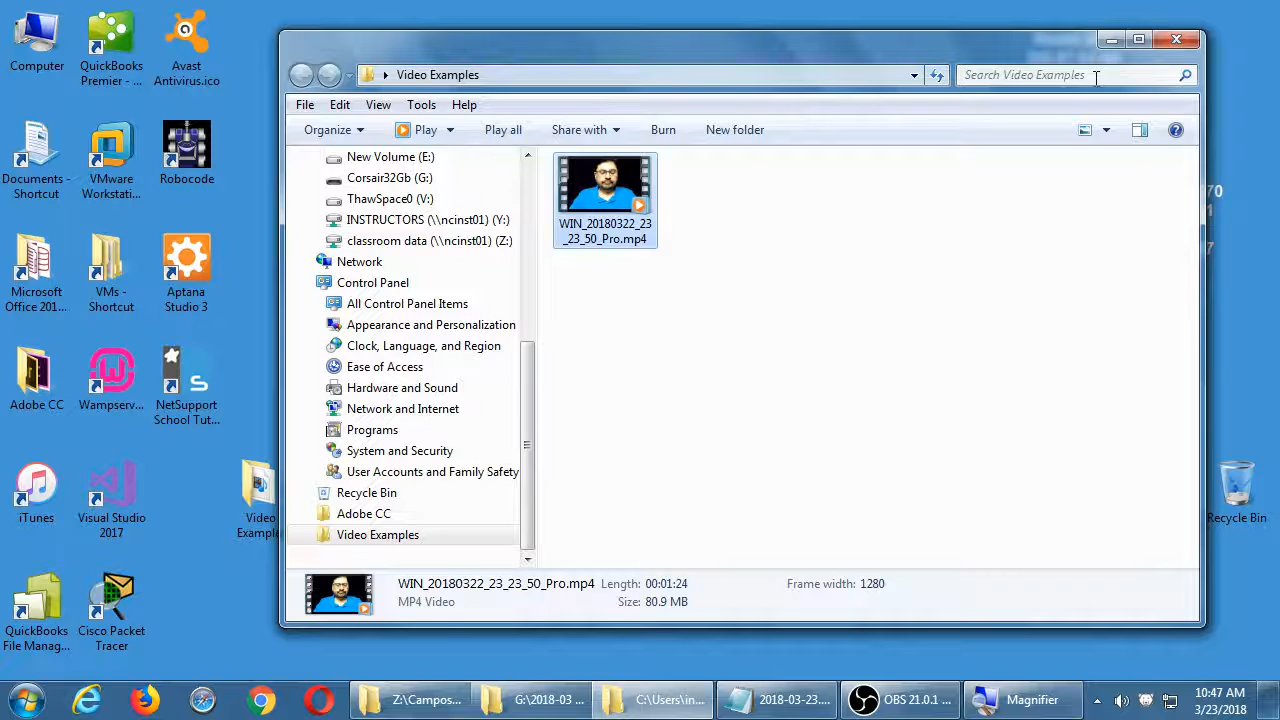 Computer
QuickBooks
Premier - ...
Avast
Antivirus.ico
Documents -
Shortcut
VMware
Workstati...
Robocode
Microsoft
Office 201...
VMs -
Shortcut
Aptana
Studio 3
Adobe CC
Wampserv...
NetSupport
School Tut...
iTunes
Visual Studio
2017
Video
Exampl
QuickBooks
File Manag...
Cisco Packet
Tracer
Video Examples
Search Video Examples
File Edit View Tools Help
Organize Play Play all Share with Burn New folder
New Volume (E:)
Corsair32Gb (G:)
ThawSpace0 (V:)
INSTRUCTORS (\\ncinst01) (Y:)
classroom data (\\ncinst01) (Z:)
Network
Control Panel
All Control Panel Items
Appearance and Personalization
Clock, Language, and Region
Ease of Access
Hardware and Sound
Network and Internet
Programs
System and Security
User Accounts and Family Safety
Recycle Bin
Adobe CC
Video Examples
WIN_20180322_23
_23_50_Pro.mp4
WIN_20180322_23_23_50_Pro.mp4 Length: 00:01:24 Frame width: 1280
MP4 Video Size: 80.9 MB
70
1
7
Recycle Bin
Z:\Campos... G:\2018-03 ... C:\Users\in... 2018-03-23... OBS 21.0.1 ... Magnifier
10:47 AM
3/23/2018